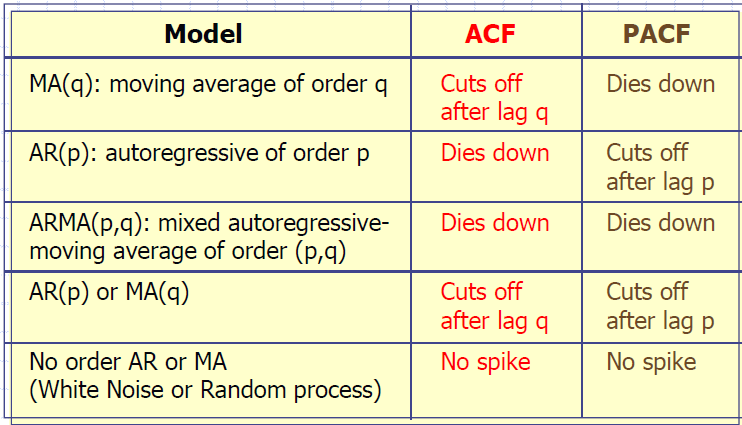 Model ACF PACF
MA(q): moving average of order q Cuts off Dies down
after lag q
AR(p): autoregressive of order p Dies down Cuts off
after lag p
ARMA(p,q): mixed autoregressive- Dies down Dies down
moving average of order (p,q)
AR(p) or MA(q) Cuts off Cuts off
after lag q after lag p
No order AR or MA No spike No spike
(White Noise or Random process)